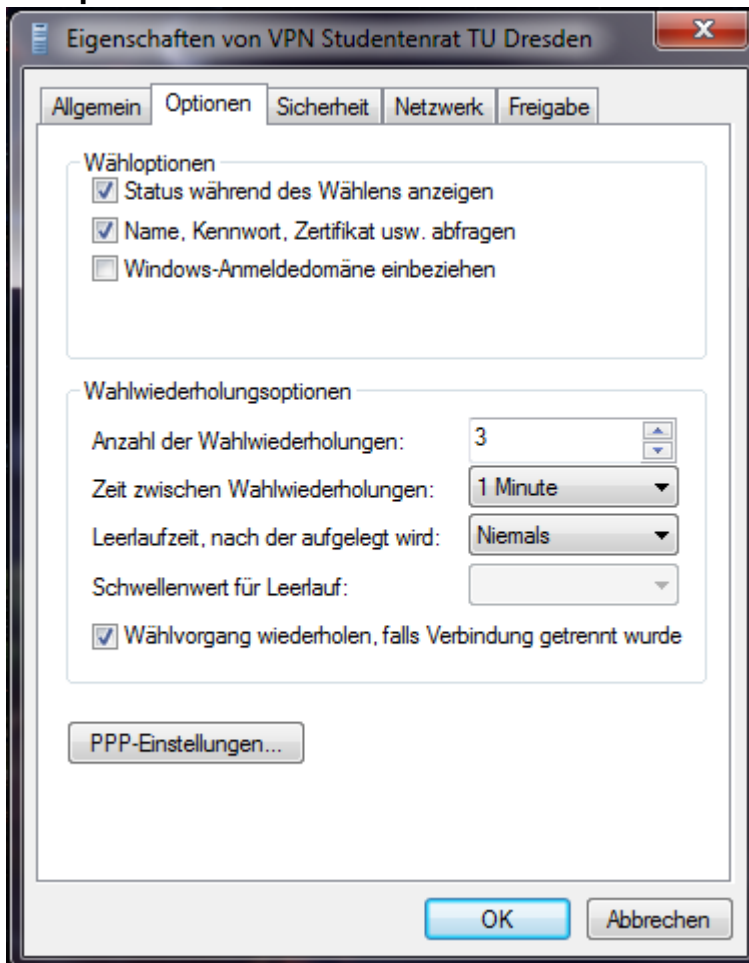 Eigenschaften von VPN Studentenrat TU Dresden
Allgemein Optionen Sicherheit Netzwerk Freigabe
Wähloptionen
Status während des Wählens anzeigen
Name, Kennwort, Zertifikat usw. abfragen
Windows-Anmeldedomäne einbeziehen
Wahlwiederholungsoptionen
Anzahl der Wahlwiederholungen: 3
Zeit zwischen Wahlwiederholungen: 1 Minute
Leerlaufzeit, nach der aufgelegt wird: Niemals
Schwellenwert für Leerlauf:
Wählvorgang wiederholen, falls Verbindung getrennt wurde
PPP-Einstellungen...
OK Abbrechen